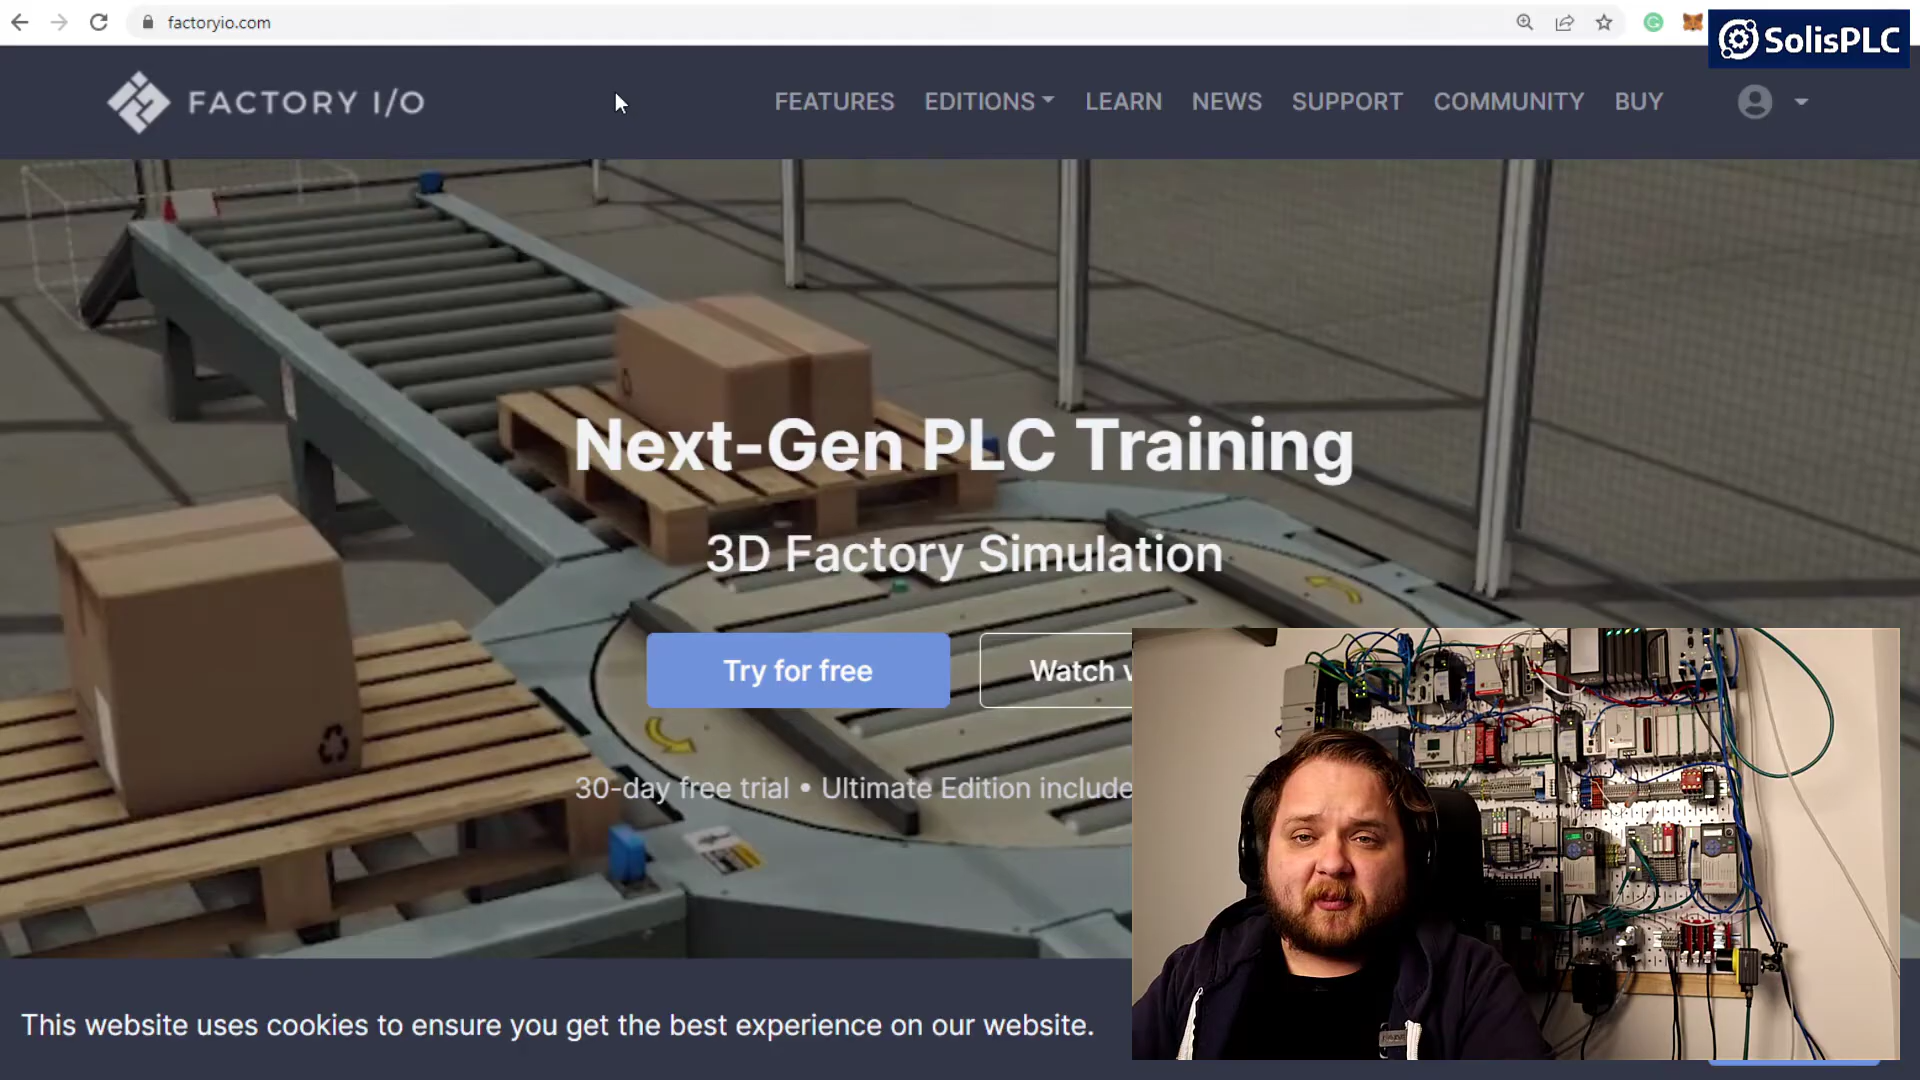 factoryio.com
SolisPLC
FACTORY I/O
FEATURES EDITIONS LEARN NEWS SUPPORT COMMUNITY BUY
Next-Gen PLC Training
3D Factory Simulation
Try for free
Watch
30-day free trial • Ultimate Edition
This website uses cookies to ensure you get the best experience on our website.